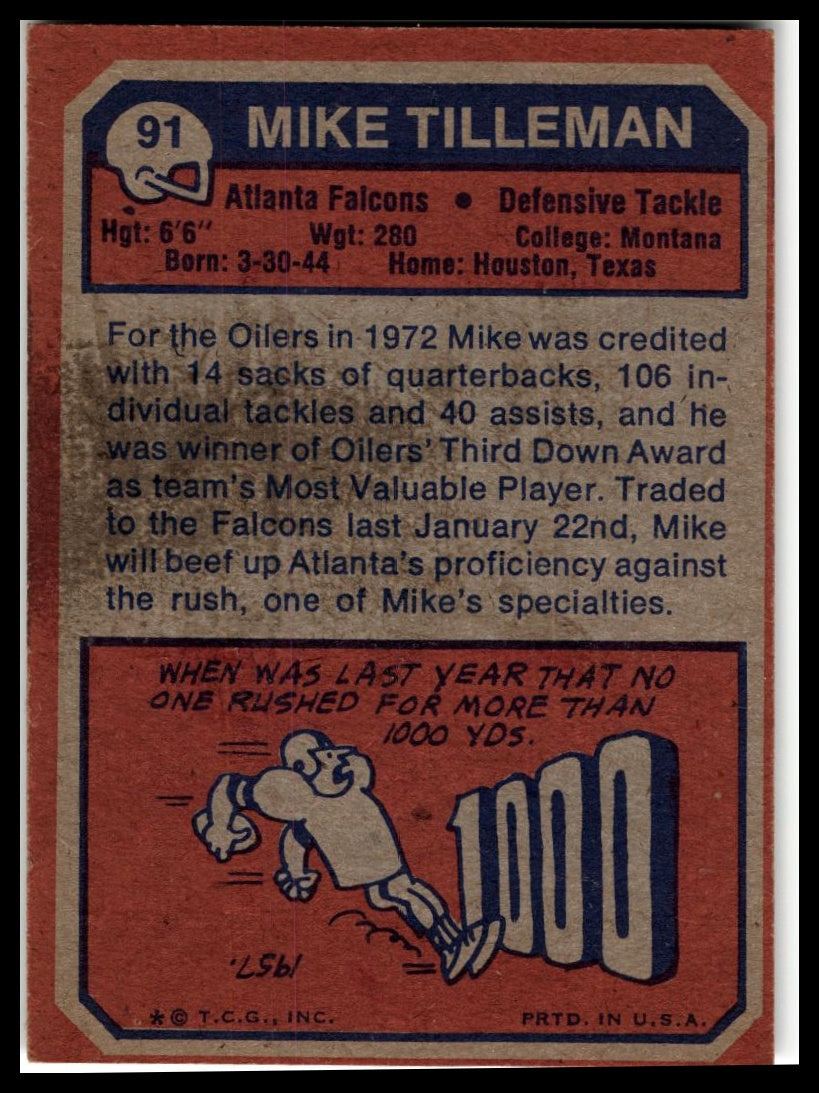 91
MIKE TILLEMAN
Atlanta Falcons • Defensive Tackle
Hgt: 6'6" Wgt: 280 College: Montana
Born: 3-30-44 Home: Houston, Texas
For the Oilers in 1972 Mike was credited
with 14 sacks of quarterbacks, 106 in-
dividual tackles and 40 assists, and he
was winner of Oilers' Third Down Award
as team's Most Valuable Player. Traded
to the Falcons last January 22nd, Mike
will beef up Atlanta's proficiency against
the rush, one of Mike's specialties.
WHEN WAS LAST YEAR THAT NO
ONE RUSHED FOR MORE THAN
1000 YDS.
1000
1957.
*© T.C.G., INC. PRTD. IN U.S.A.